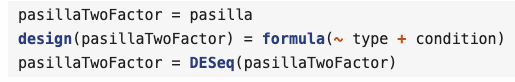 pasillaTwoFactor = pasilla
design(pasillaTwoFactor) = formula(~ type + condition)
pasillaTwoFactor = DESeq(pasillaTwoFactor)